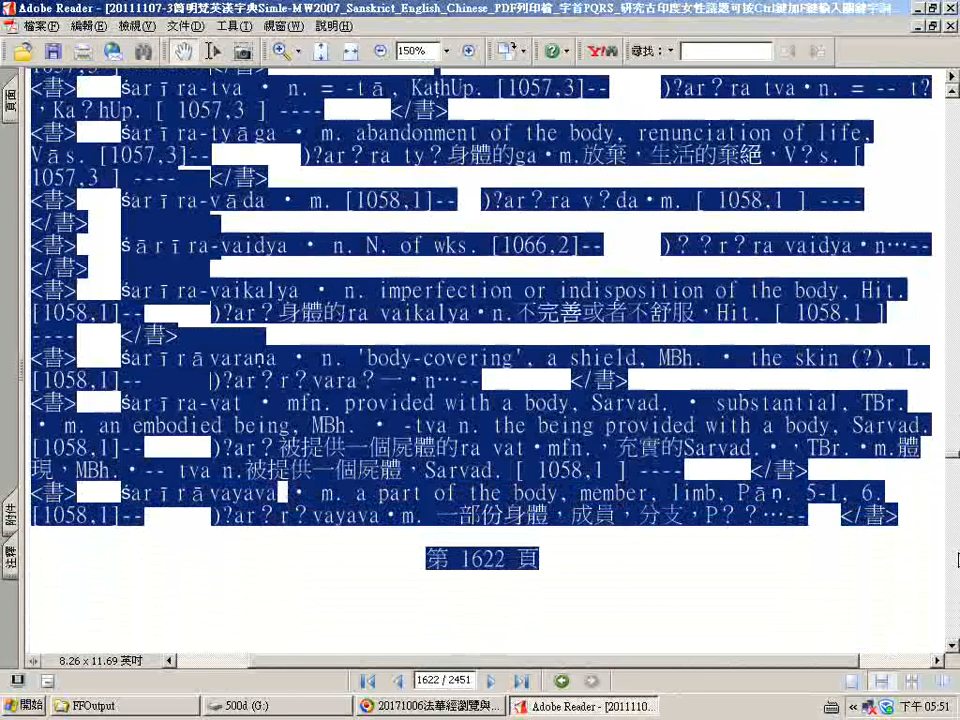 Adobe Reader - [20111107-3簡明梵英漢字典Simle-MW2007_Sanskrict_English_Chinese_PDF列印檔_字首PQRS_研究古印度女性議題可按Ctrl鍵加F鍵輸入關鍵字詞
檔案(F) 編輯(E) 檢視(V) 文件(D) 工具(T) 視窗(W) 說明(H)
150% 尋找：
頁面
附件
注釋
1057,3 ] ---- </書>
<書> śarīra-tva • n. = -tā, KaṭhUp. [1057,3]-- )?ar?ra tva•n. = -- t?
，Ka？hUp. [ 1057,3 ] ---- </書>
<書> śarīra-tyāga • m. abandonment of the body, renunciation of life,
Vās. [1057,3]-- )?ar?ra ty?身體的ga•m.放棄，生活的棄絕，V？s. [
1057,3 ] ---- </書>
<書> śarīra-vāda • m. [1058,1]-- )?ar?ra v?da•m. [ 1058,1 ] ----
</書>
<書> śārīra-vaidya • n. N. of wks. [1066,2]-- )??r?ra vaidya•n…--
</書>
<書> śarīra-vaikalya • n. imperfection or indisposition of the body, Hit.
[1058,1]-- )?ar?身體的ra vaikalya•n.不完善或者不舒服，Hit. [ 1058,1 ]
---- </書>
<書> śarīrāvaraṇa • n. 'body-covering', a shield, MBh. • the skin (?), L.
[1058,1]-- )?ar?r?vara？一•n…-- </書>
<書> śarīra-vat • mfn. provided with a body, Sarvad. • substantial, TBr.
• m. an embodied being, MBh. • -tva n. the being provided with a body, Sarvad.
[1058,1]-- )?ar?被提供一個屍體的ra vat•mfn.，充實的Sarvad.•，TBr.•m.體
現，MBh.•-- tva n.被提供一個屍體，Sarvad. [ 1058,1 ] ---- </書>
<書> śarīrāvayava • m. a part of the body, member, limb, Pāṇ. 5-1, 6.
[1058,1]-- )?ar?r?vayava•m. 一部份身體，成員，分支，P？？…-- </書>
第 1622 頁
8.26 x 11.69 英吋
1622 / 2451
開始 FFOutput 500d (G:) 20171006法華經瀏覽與... Adobe Reader - [2011110... 下午 05:51